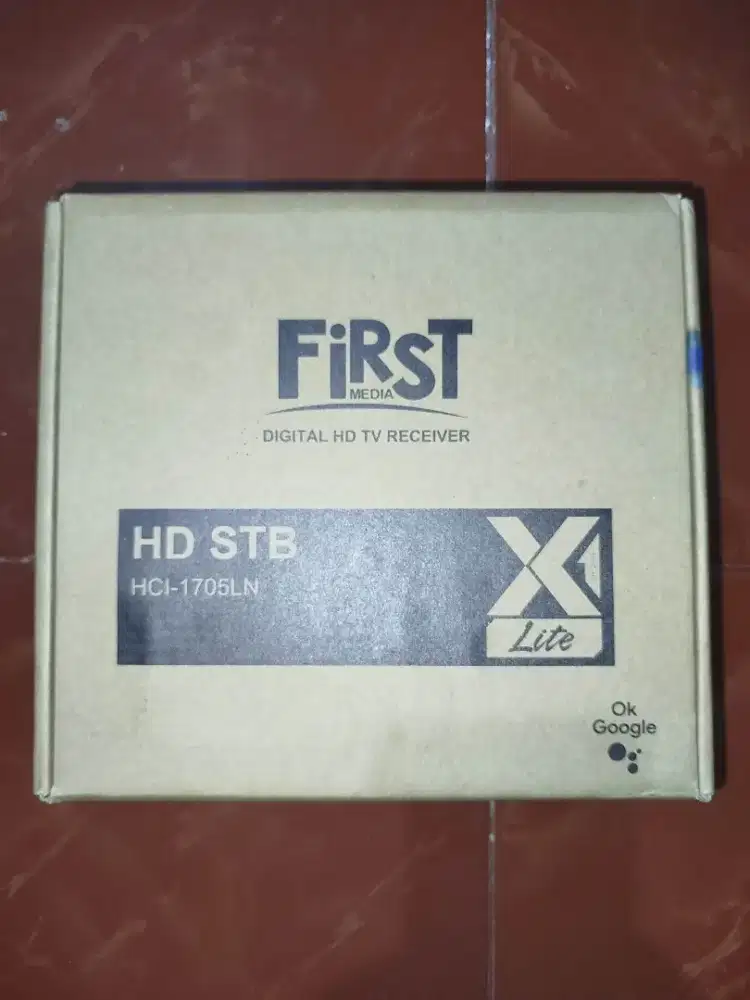 FiRST
MEDIA
DIGITAL HD TV RECEIVER
HD STB
HCI-1705LN
X1
Lite
Ok
Google